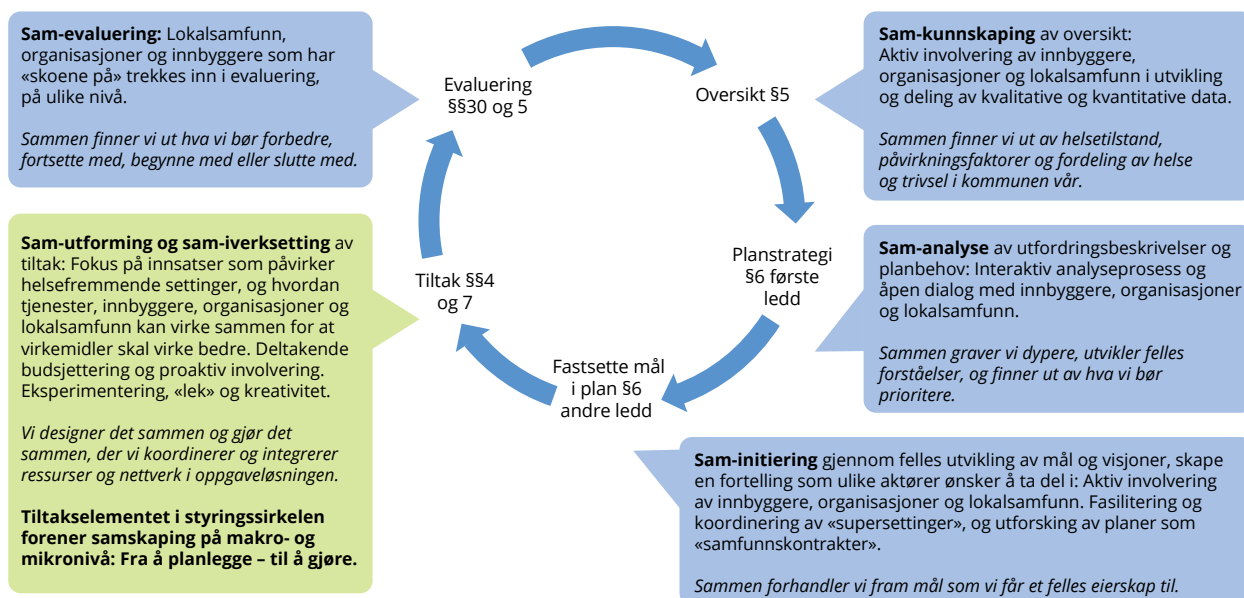 Sam-evaluering: Lokalsamfunn,
organisasjoner og innbyggere som har
«skoene på» trekkes inn i evaluering,
på ulike nivå.
Sammen finner vi ut hva vi bør forbedre,
fortsette med, begynne med eller slutte med.
Evaluering
§§30 og 5
Oversikt §5
Sam-kunnskaping av oversikt:
Aktiv involvering av innbyggere,
organisasjoner og lokalsamfunn i utvikling
og deling av kvalitative og kvantitative data.
Sammen finner vi ut av helsetilstand,
påvirkningsfaktorer og fordeling av helse
og trivsel i kommunen vår.
Sam-utforming og sam-iverksetting av
tiltak: Fokus på innsatser som påvirker
helsefremmende settinger, og hvordan
tjenester, innbyggere, organisasjoner og
lokalsamfunn kan virke sammen for at
virkemidler skal virke bedre. Deltakende
budsjettering og proaktiv involvering.
Eksperimentering, «lek» og kreativitet.
Vi designer det sammen og gjør det
sammen, der vi koordinerer og integrerer
ressurser og nettverk i oppgaveløsningen.
Tiltakselementet i styringssirkelen
forener samskaping på makro- og
mikronivå: Fra å planlegge – til å gjøre.
Tiltak §§4
og 7
Planstrategi
§6 første
ledd
Sam-analyse av utfordringsbeskrivelser og
planbehov: Interaktiv analyseprosess og
åpen dialog med innbyggere, organisasjoner
og lokalsamfunn.
Sammen graver vi dypere, utvikler felles
forståelser, og finner ut av hva vi bør
prioritere.
Fastsette mål
i plan §6
andre ledd
Sam-initiering gjennom felles utvikling av mål og visjoner, skape
en fortelling som ulike aktører ønsker å ta del i: Aktiv involvering
av innbyggere, organisasjoner og lokalsamfunn. Fasilitering og
koordinering av «supersettinger», og utforsking av planer som
«samfunnskontrakter».
Sammen forhandler vi fram mål som vi får et felles eierskap til.